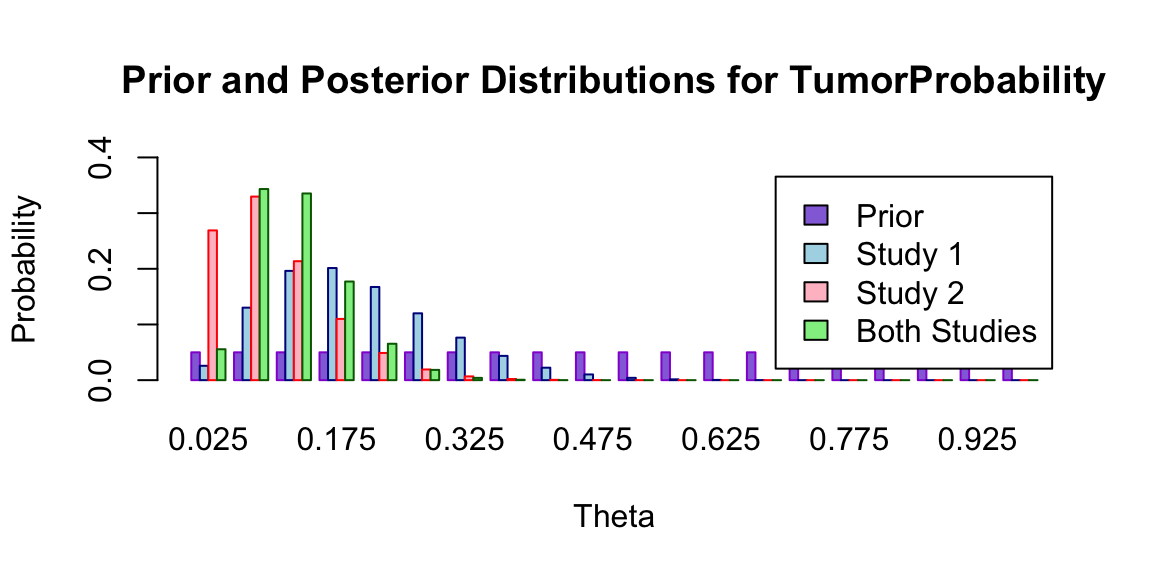 Prior and Posterior Distributions for TumorProbability
Probability
0.0
0.2
0.4
Prior
Study 1
Study 2
Both Studies
0.025 0.175 0.325 0.475 0.625 0.775 0.925
Theta